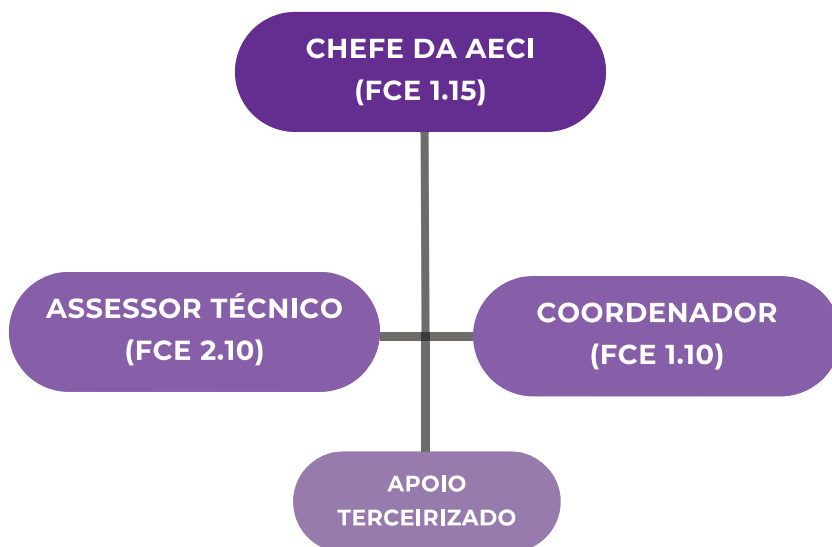 CHEFE DA AECI
(FCE 1.15)
ASSESSOR TÉCNICO
(FCE 2.10)
COORDENADOR
(FCE 1.10)
APOIO
TERCEIRIZADO